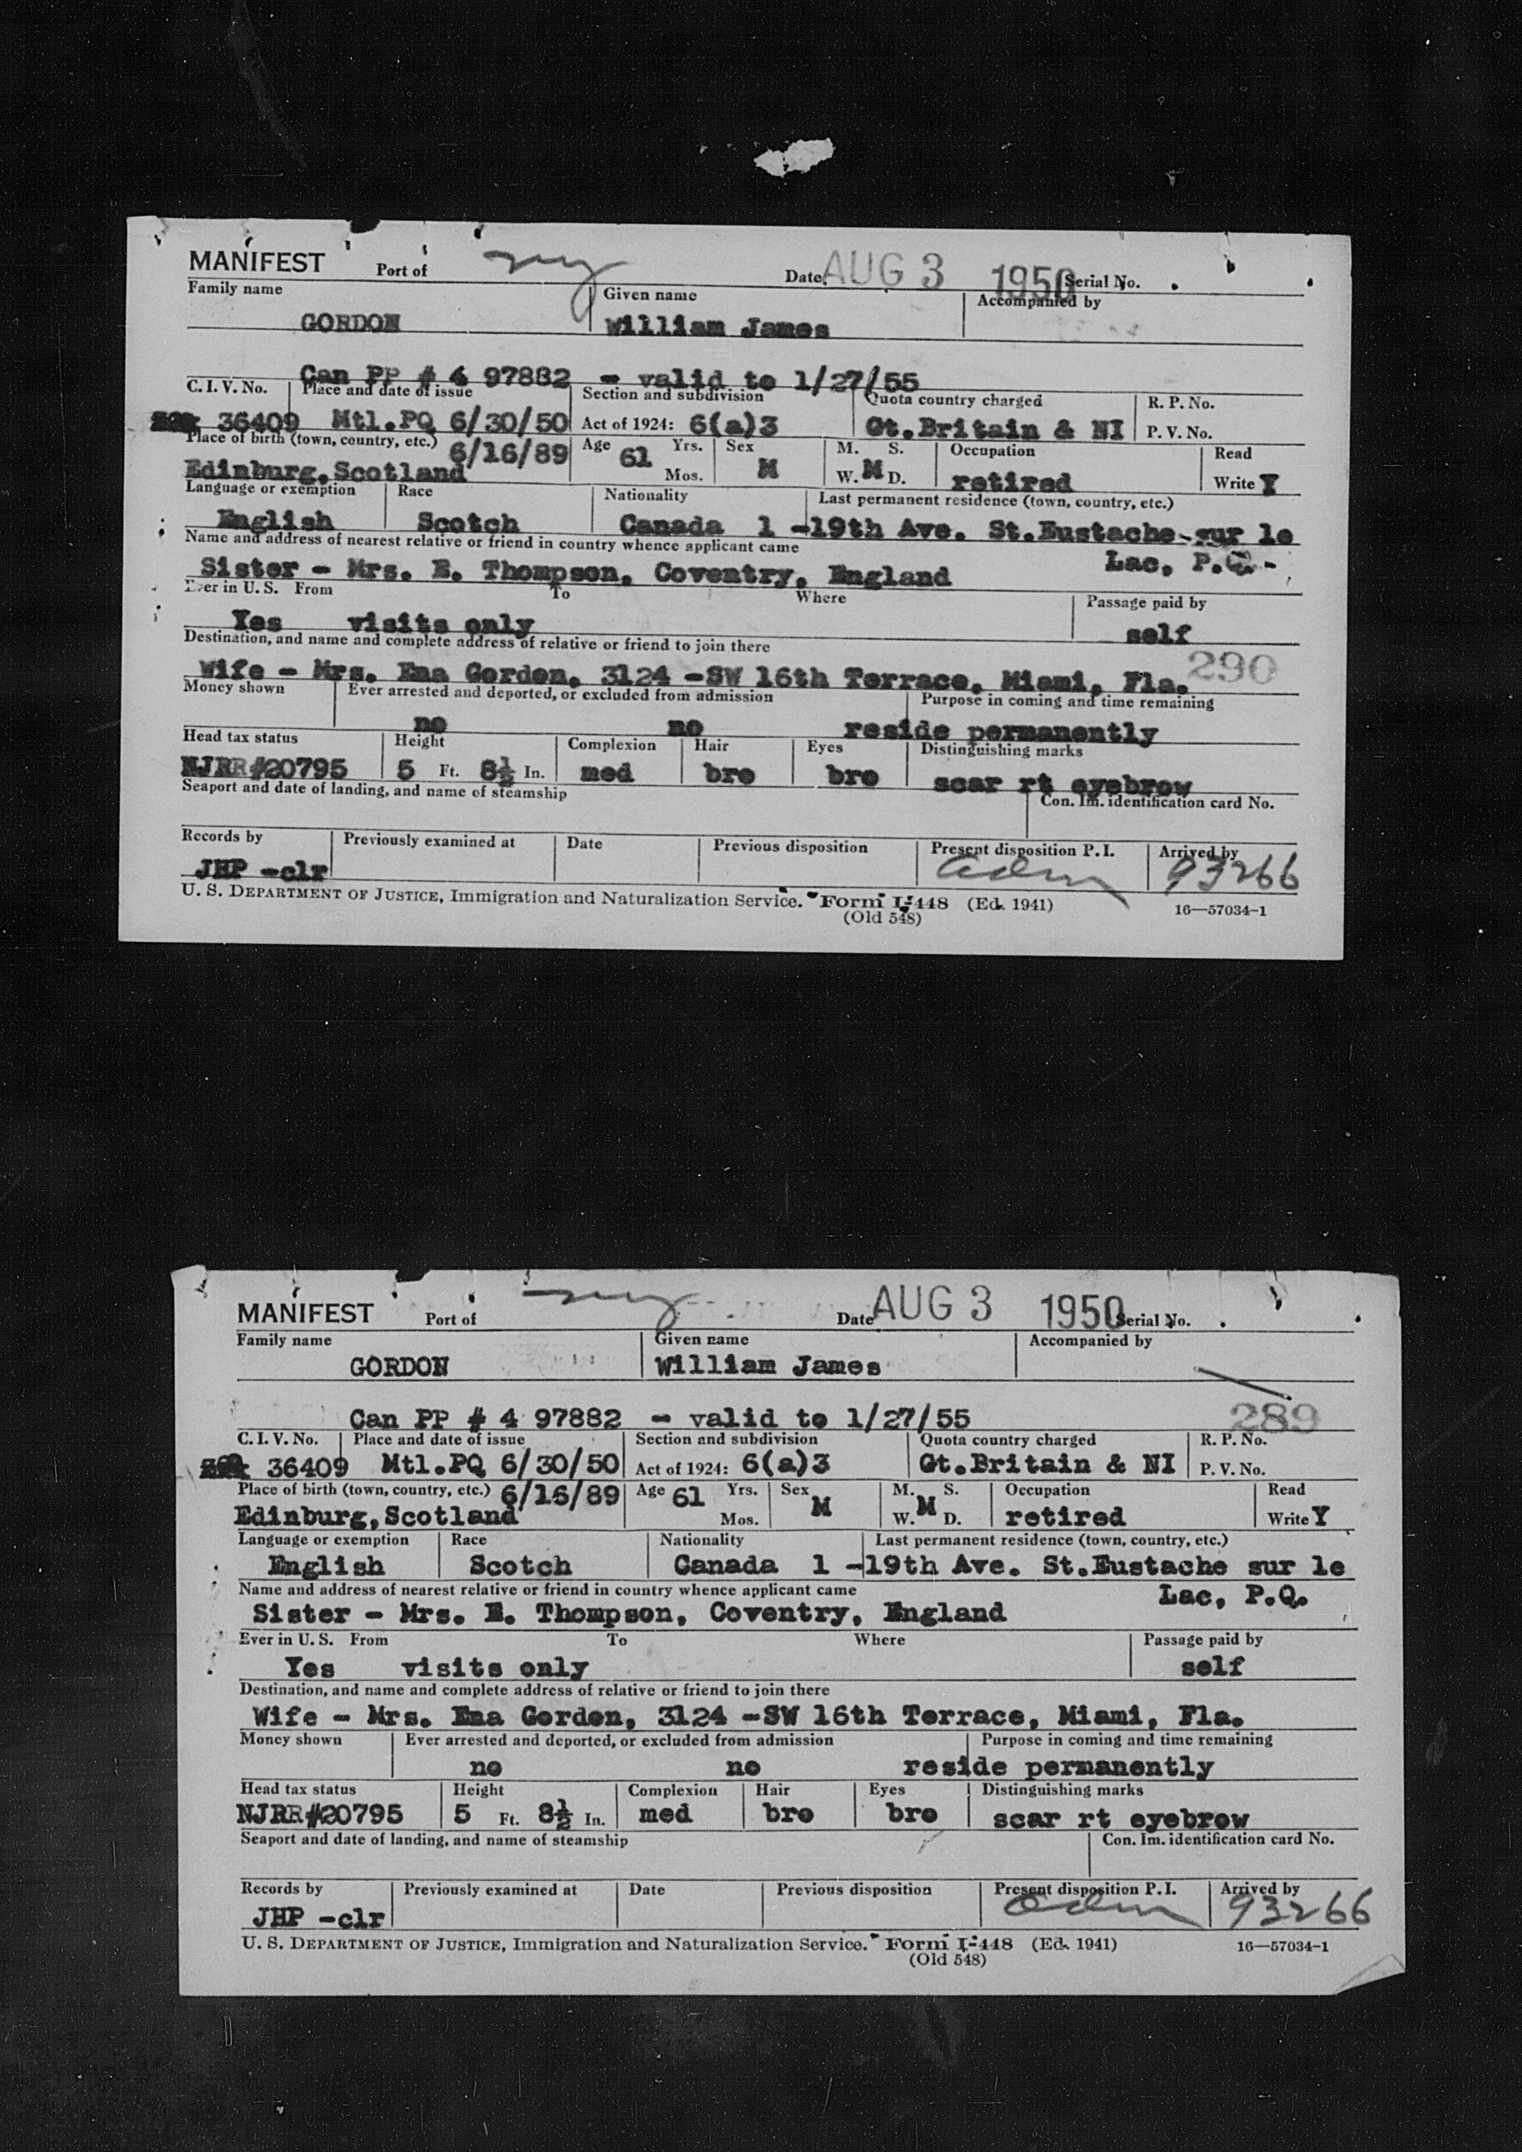 MANIFEST Port of ny Date AUG 3 1950 Serial No.
Family name Given name Accompanied by
GORDON William James
Can PP # 4 97882 - valid to 1/27/55
C. I. V. No. Place and date of issue Section and subdivision Quota country charged R. P. No.
36409 Mtl.PQ 6/30/50 Act of 1924: 6(a)3 Gt.Britain & NI P. V. No.
Place of birth (town, country, etc.) 6/16/89 Age 61 Yrs. Sex M. S. Occupation Read
Edinburg,Scotland Mos. M W. M D. retired Write Y
Language or exemption Race Nationality Last permanent residence (town, country, etc.)
English Scotch Canada 1 -19th Ave. St.Eustache sur le
Name and address of nearest relative or friend in country whence applicant came Lac, P.Q.
Sister - Mrs. E. Thompson, Coventry, England
Ever in U. S. From To Where Passage paid by
Yes visits only self
Destination, and name and complete address of relative or friend to join there
Wife - Mrs. Ena Gordon, 3124 -SW 16th Terrace, Miami, Fla. 290
Money shown Ever arrested and deported, or excluded from admission Purpose in coming and time remaining
no no reside permanently
Head tax status Height Complexion Hair Eyes Distinguishing marks
NJRR#20795 5 Ft. 8½ In. med bro bro scar rt eyebrow
Seaport and date of landing, and name of steamship Con. Im. identification card No.
Records by Previously examined at Date Previous disposition Present disposition P. I. Arrived by
JHP -clr adm 93266
U. S. DEPARTMENT OF JUSTICE, Immigration and Naturalization Service. Form I-448 (Ed. 1941) 16—57034-1
(Old 548)
MANIFEST Port of ny Date AUG 3 1950 Serial No.
Family name Given name Accompanied by
GORDON William James
Can PP # 4 97882 - valid to 1/27/55 289
C. I. V. No. Place and date of issue Section and subdivision Quota country charged R. P. No.
36409 Mtl.PQ 6/30/50 Act of 1924: 6(a)3 Gt.Britain & NI P. V. No.
Place of birth (town, country, etc.) 6/16/89 Age 61 Yrs. Sex M. S. Occupation Read
Edinburg,Scotland Mos. M W. M D. retired Write Y
Language or exemption Race Nationality Last permanent residence (town, country, etc.)
English Scotch Canada 1 -19th Ave. St.Eustache sur le
Name and address of nearest relative or friend in country whence applicant came Lac, P.Q.
Sister - Mrs. E. Thompson, Coventry, England
Ever in U. S. From To Where Passage paid by
Yes visits only self
Destination, and name and complete address of relative or friend to join there
Wife - Mrs. Ena Gordon, 3124 -SW 16th Terrace, Miami, Fla.
Money shown Ever arrested and deported, or excluded from admission Purpose in coming and time remaining
no no reside permanently
Head tax status Height Complexion Hair Eyes Distinguishing marks
NJRR#20795 5 Ft. 8½ In. med bro bro scar rt eyebrow
Seaport and date of landing, and name of steamship Con. Im. identification card No.
Records by Previously examined at Date Previous disposition Present disposition P. I. Arrived by
JHP -clr adm 93266
U. S. DEPARTMENT OF JUSTICE, Immigration and Naturalization Service. Form I-448 (Ed. 1941) 16—57034-1
(Old 548)